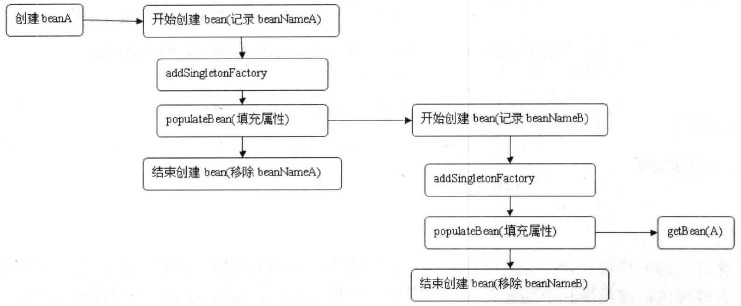 创建 beanA
开始创建 bean(记录 beanNameA)
addSingletonFactory
populateBean(填充属性)
结束创建 bean(移除 beanNameA)
开始创建 bean(记录 beanNameB)
addSingletonFactory
populateBean(填充属性)
getBean(A)
结束创建 bean(移除 beanNameB)